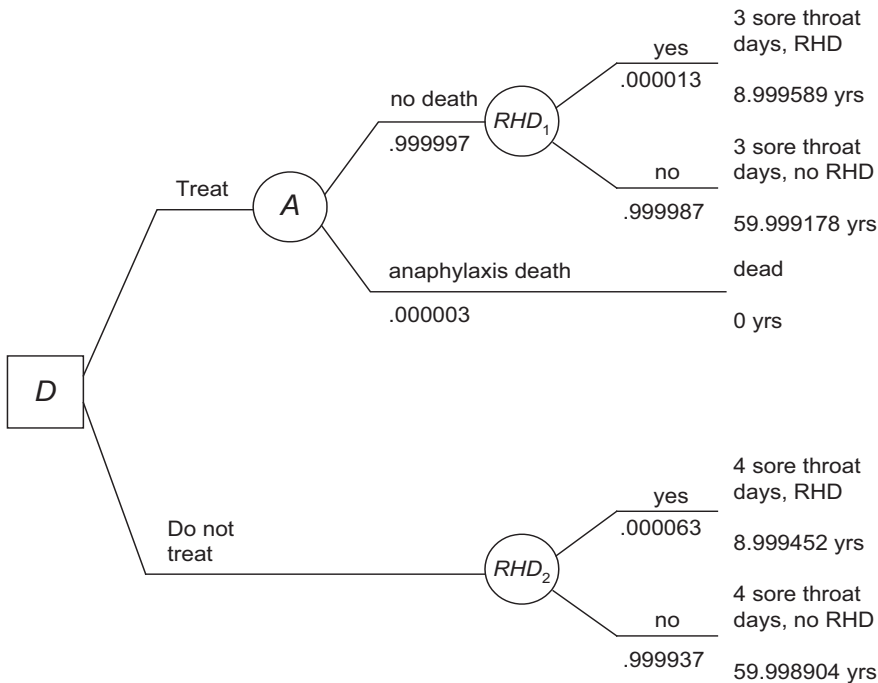 3 sore throat
days, RHD
yes
.000013
8.999589 yrs
no death
.999997
RHD₁
3 sore throat
days, no RHD
no
.999987
59.999178 yrs
Treat
A
anaphylaxis death
.000003
dead
0 yrs
D
4 sore throat
days, RHD
yes
.000063
8.999452 yrs
Do not
treat
RHD₂
4 sore throat
days, no RHD
no
.999937
59.998904 yrs